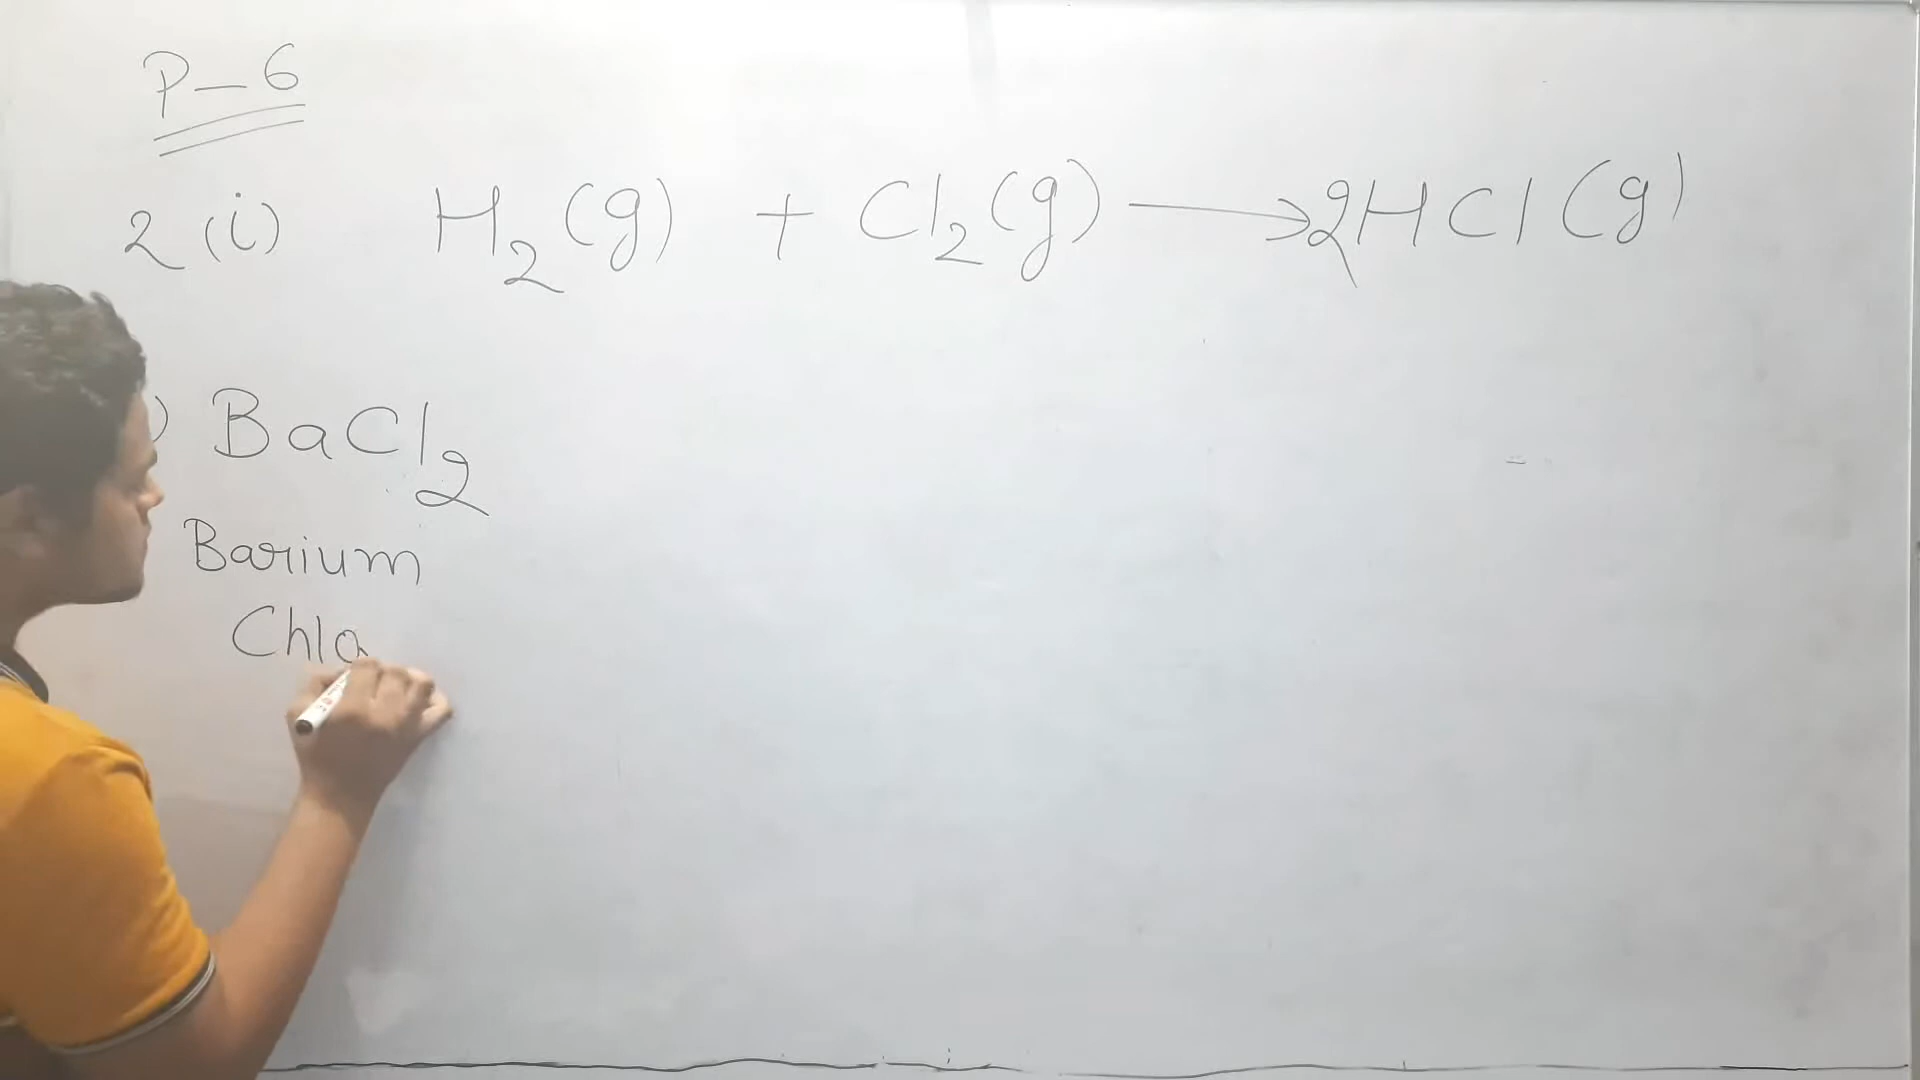 P-6
2 (i) H₂(g) + Cl₂(g) ⟶ 2HCl(g)
) BaCl₂
Barium
Chlo